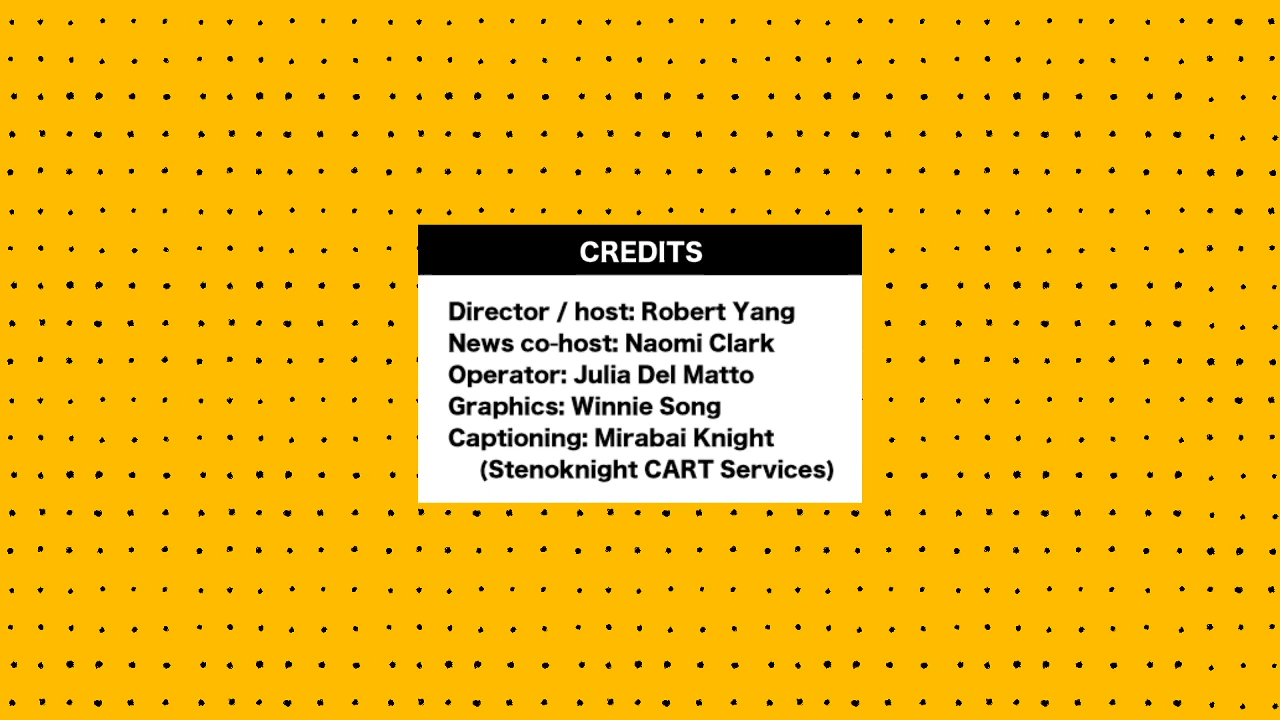 CREDITS
Director / host: Robert Yang
News co-host: Naomi Clark
Operator: Julia Del Matto
Graphics: Winnie Song
Captioning: Mirabai Knight
(Stenoknight CART Services)